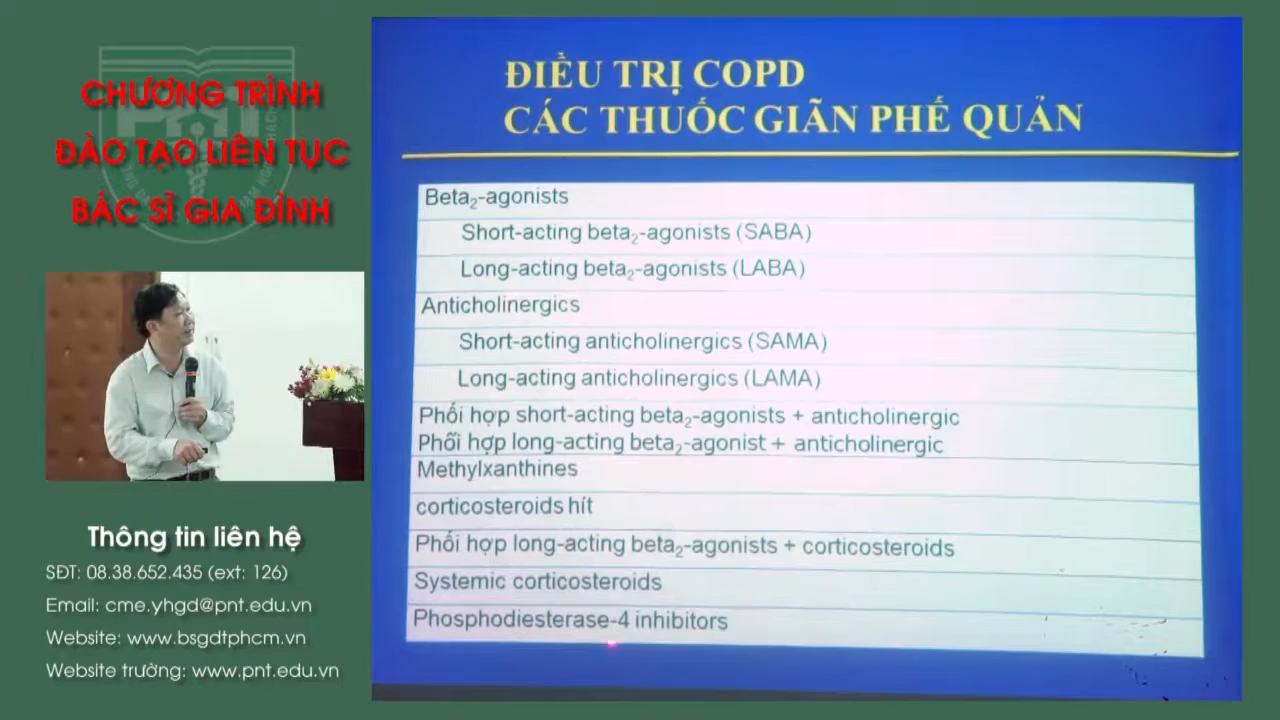 CHƯƠNG TRÌNH
ĐÀO TẠO LIÊN TỤC
BÁC SĨ GIA ĐÌNH
Thông tin liên hệ
SĐT: 08.38.652.435 (ext: 126)
Email: cme.yhgd@pnt.edu.vn
Website: www.bsgdtphcm.vn
Website trường: www.pnt.edu.vn
ĐIỀU TRỊ COPD
CÁC THUỐC GIÃN PHẾ QUẢN
Beta₂-agonists
Short-acting beta₂-agonists (SABA)
Long-acting beta₂-agonists (LABA)
Anticholinergics
Short-acting anticholinergics (SAMA)
Long-acting anticholinergics (LAMA)
Phối hợp short-acting beta₂-agonists + anticholinergic
Phối hợp long-acting beta₂-agonist + anticholinergic
Methylxanthines
corticosteroids hít
Phối hợp long-acting beta₂-agonists + corticosteroids
Systemic corticosteroids
Phosphodiesterase-4 inhibitors